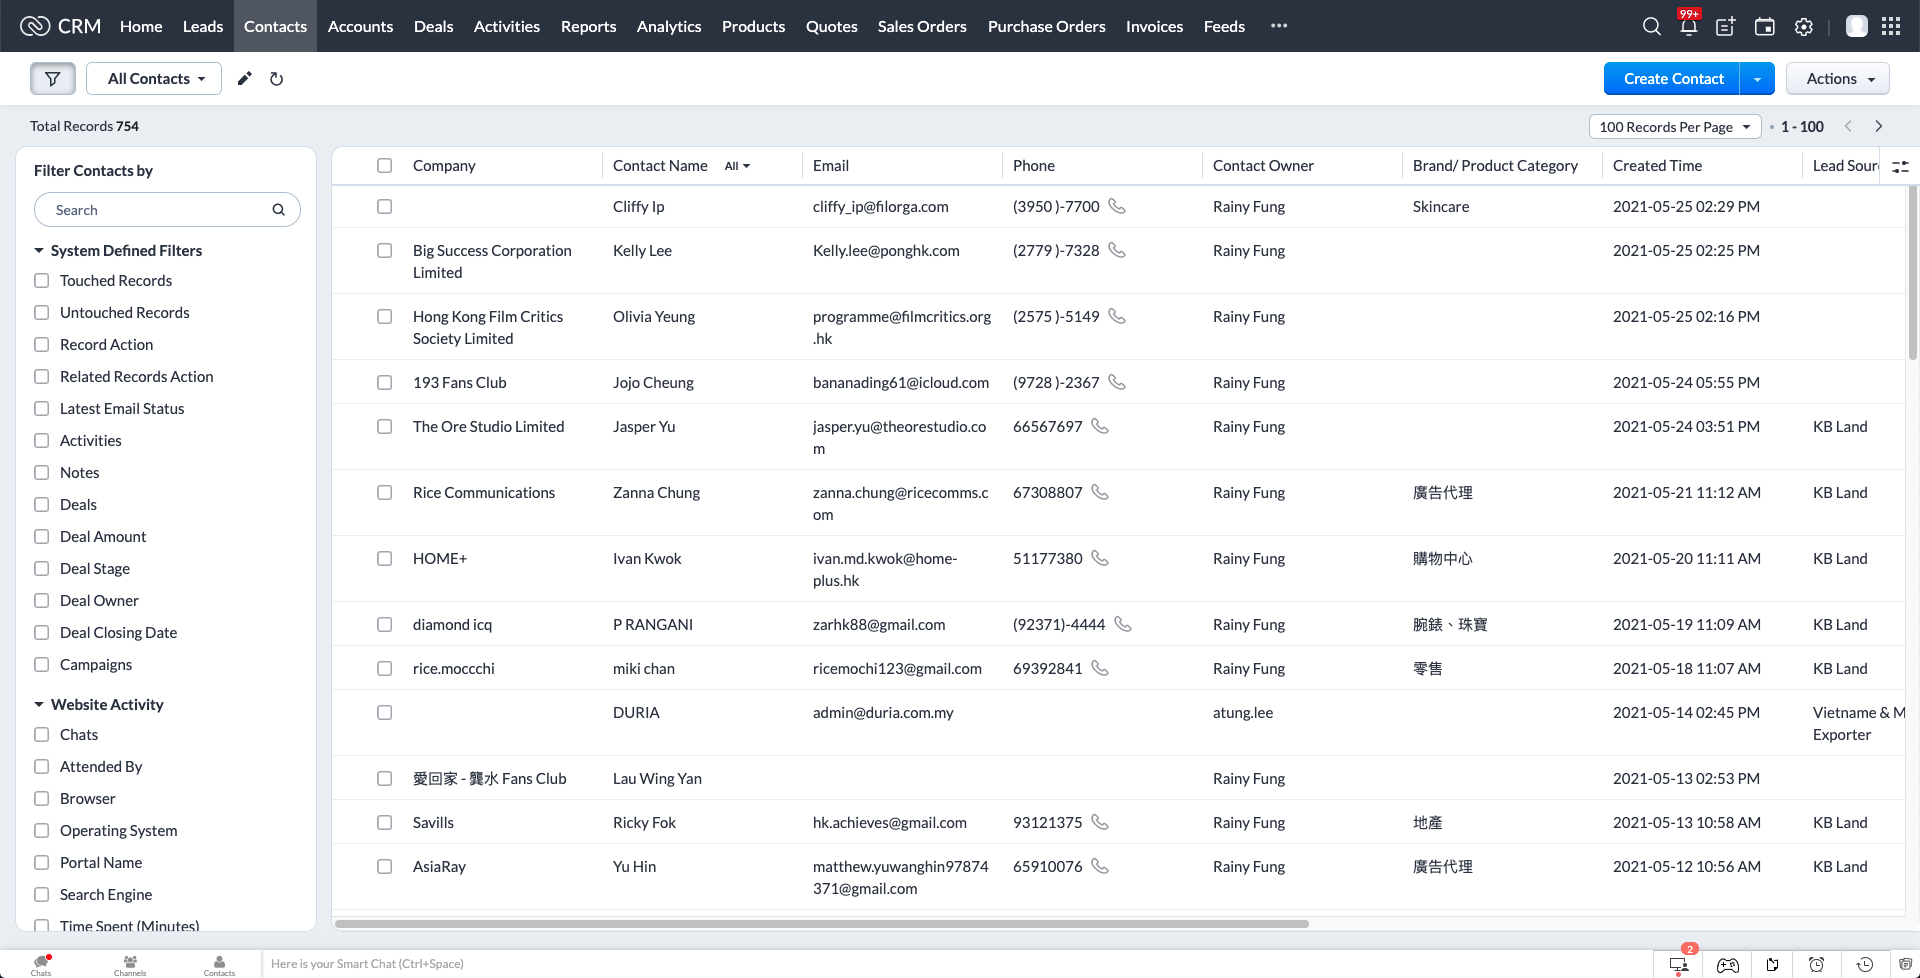 CRM Home Leads Contacts Accounts Deals Activities Reports Analytics Products Quotes Sales Orders Purchase Orders Invoices Feeds ••• 99+
All Contacts Create Contact Actions
Total Records 754 100 Records Per Page • 1 - 100
Filter Contacts by
Search
System Defined Filters
Touched Records
Untouched Records
Record Action
Related Records Action
Latest Email Status
Activities
Notes
Deals
Deal Amount
Deal Stage
Deal Owner
Deal Closing Date
Campaigns
Website Activity
Chats
Attended By
Browser
Operating System
Portal Name
Search Engine
Time Spent (Minutes)
Company Contact Name All Email Phone Contact Owner Brand/ Product Category Created Time Lead Sour
Cliffy Ip cliffy_ip@filorga.com (3950 )-7700 Rainy Fung Skincare 2021-05-25 02:29 PM
Big Success Corporation Kelly Lee Kelly.lee@ponghk.com (2779 )-7328 Rainy Fung 2021-05-25 02:25 PM
Limited
Hong Kong Film Critics Olivia Yeung programme@filmcritics.org (2575 )-5149 Rainy Fung 2021-05-25 02:16 PM
Society Limited .hk
193 Fans Club Jojo Cheung bananading61@icloud.com (9728 )-2367 Rainy Fung 2021-05-24 05:55 PM
The Ore Studio Limited Jasper Yu jasper.yu@theorestudio.co 66567697 Rainy Fung 2021-05-24 03:51 PM KB Land
m
Rice Communications Zanna Chung zanna.chung@ricecomms.c 67308807 Rainy Fung 廣告代理 2021-05-21 11:12 AM KB Land
om
HOME+ Ivan Kwok ivan.md.kwok@home- 51177380 Rainy Fung 購物中心 2021-05-20 11:11 AM KB Land
plus.hk
diamond icq P RANGANI zarhk88@gmail.com (92371)-4444 Rainy Fung 腕錶、珠寶 2021-05-19 11:09 AM KB Land
rice.moccchi miki chan ricemochi123@gmail.com 69392841 Rainy Fung 零售 2021-05-18 11:07 AM KB Land
DURIA admin@duria.com.my atung.lee 2021-05-14 02:45 PM Vietname & M
Exporter
愛回家 - 龔水 Fans Club Lau Wing Yan Rainy Fung 2021-05-13 02:53 PM
Savills Ricky Fok hk.achieves@gmail.com 93121375 Rainy Fung 地產 2021-05-13 10:58 AM KB Land
AsiaRay Yu Hin matthew.yuwanghin97874 65910076 Rainy Fung 廣告代理 2021-05-12 10:56 AM KB Land
371@gmail.com
Chats Channels Contacts Here is your Smart Chat (Ctrl+Space) 2